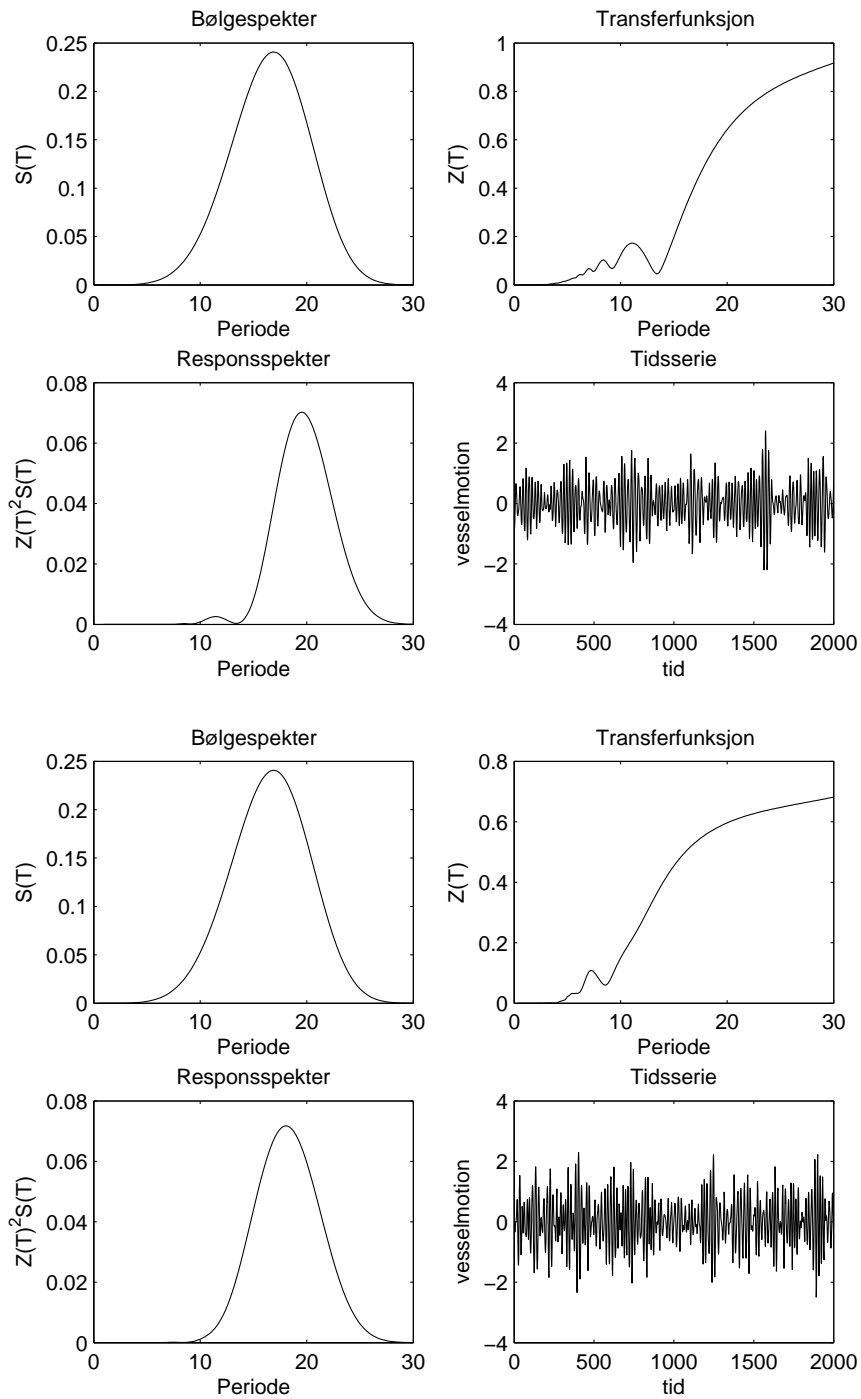 Bølgespekter
S(T)
0.25
0.2
0.15
0.1
0.05
0
0 10 20 30
Periode
Transferfunksjon
Z(T)
1
0.8
0.6
0.4
0.2
0
0 10 20 30
Periode
Responsspekter
Z(T)²S(T)
0.08
0.06
0.04
0.02
0
0 10 20 30
Periode
Tidsserie
vesselmotion
4
2
0
−2
−4
0 500 1000 1500 2000
tid
Bølgespekter
S(T)
0.25
0.2
0.15
0.1
0.05
0
0 10 20 30
Periode
Transferfunksjon
Z(T)
0.8
0.6
0.4
0.2
0
0 10 20 30
Periode
Responsspekter
Z(T)²S(T)
0.08
0.06
0.04
0.02
0
0 10 20 30
Periode
Tidsserie
vesselmotion
4
2
0
−2
−4
0 500 1000 1500 2000
tid